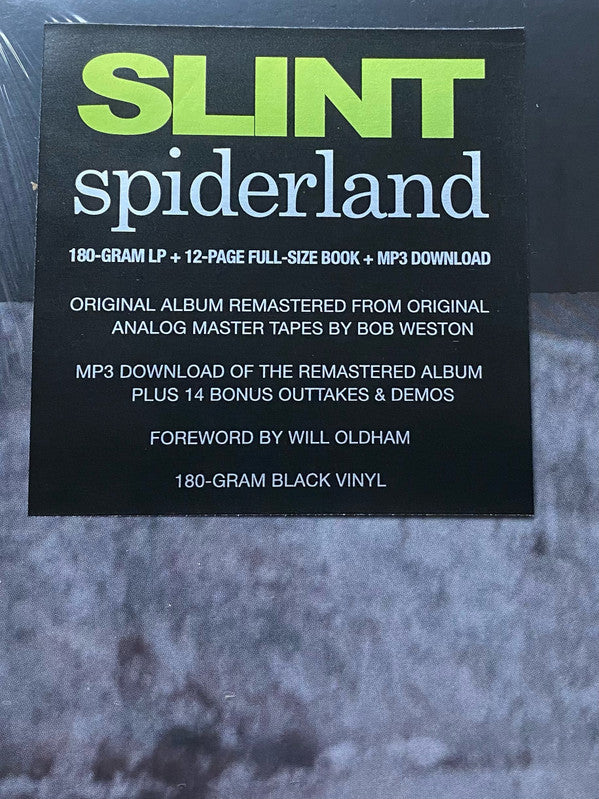 SLINT
spiderland
180-GRAM LP + 12-PAGE FULL-SIZE BOOK + MP3 DOWNLOAD
ORIGINAL ALBUM REMASTERED FROM ORIGINAL
ANALOG MASTER TAPES BY BOB WESTON
MP3 DOWNLOAD OF THE REMASTERED ALBUM
PLUS 14 BONUS OUTTAKES & DEMOS
FOREWORD BY WILL OLDHAM
180-GRAM BLACK VINYL